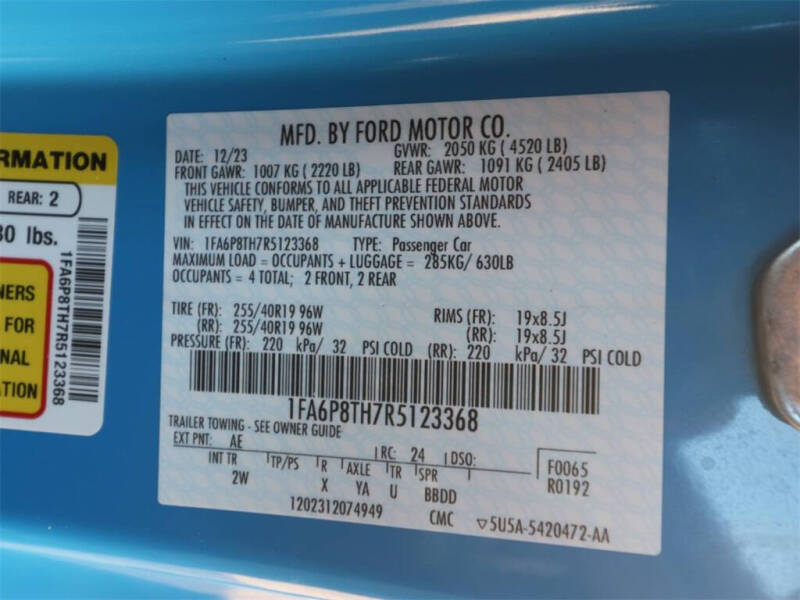 RMATION
REAR: 2
30 lbs.
NERS
FOR
NAL
ATION
1FA6P8TH7R5123368
MFD. BY FORD MOTOR CO.
DATE: 12/23 GVWR: 2050 KG ( 4520 LB)
FRONT GAWR: 1007 KG ( 2220 LB) REAR GAWR: 1091 KG ( 2405 LB)
THIS VEHICLE CONFORMS TO ALL APPLICABLE FEDERAL MOTOR
VEHICLE SAFETY, BUMPER, AND THEFT PREVENTION STANDARDS
IN EFFECT ON THE DATE OF MANUFACTURE SHOWN ABOVE.
VIN: 1FA6P8TH7R5123368 TYPE: Passenger Car
MAXIMUM LOAD = OCCUPANTS + LUGGAGE = 285KG/ 630LB
OCCUPANTS = 4 TOTAL; 2 FRONT, 2 REAR
TIRE (FR): 255/40R19 96W RIMS (FR): 19x8.5J
(RR): 255/40R19 96W (RR): 19x8.5J
PRESSURE (FR): 220 kPa/ 32 PSI COLD (RR): 220 kPa/ 32 PSI COLD
1FA6P8TH7R5123368
TRAILER TOWING - SEE OWNER GUIDE
EXT PNT: AE RC: 24 DSO: F0065
INT TR TP/PS R AXLE TR SPR R0192
2W X YA U BBDD
1202312074949 CMC ▽5U5A-5420472-AA